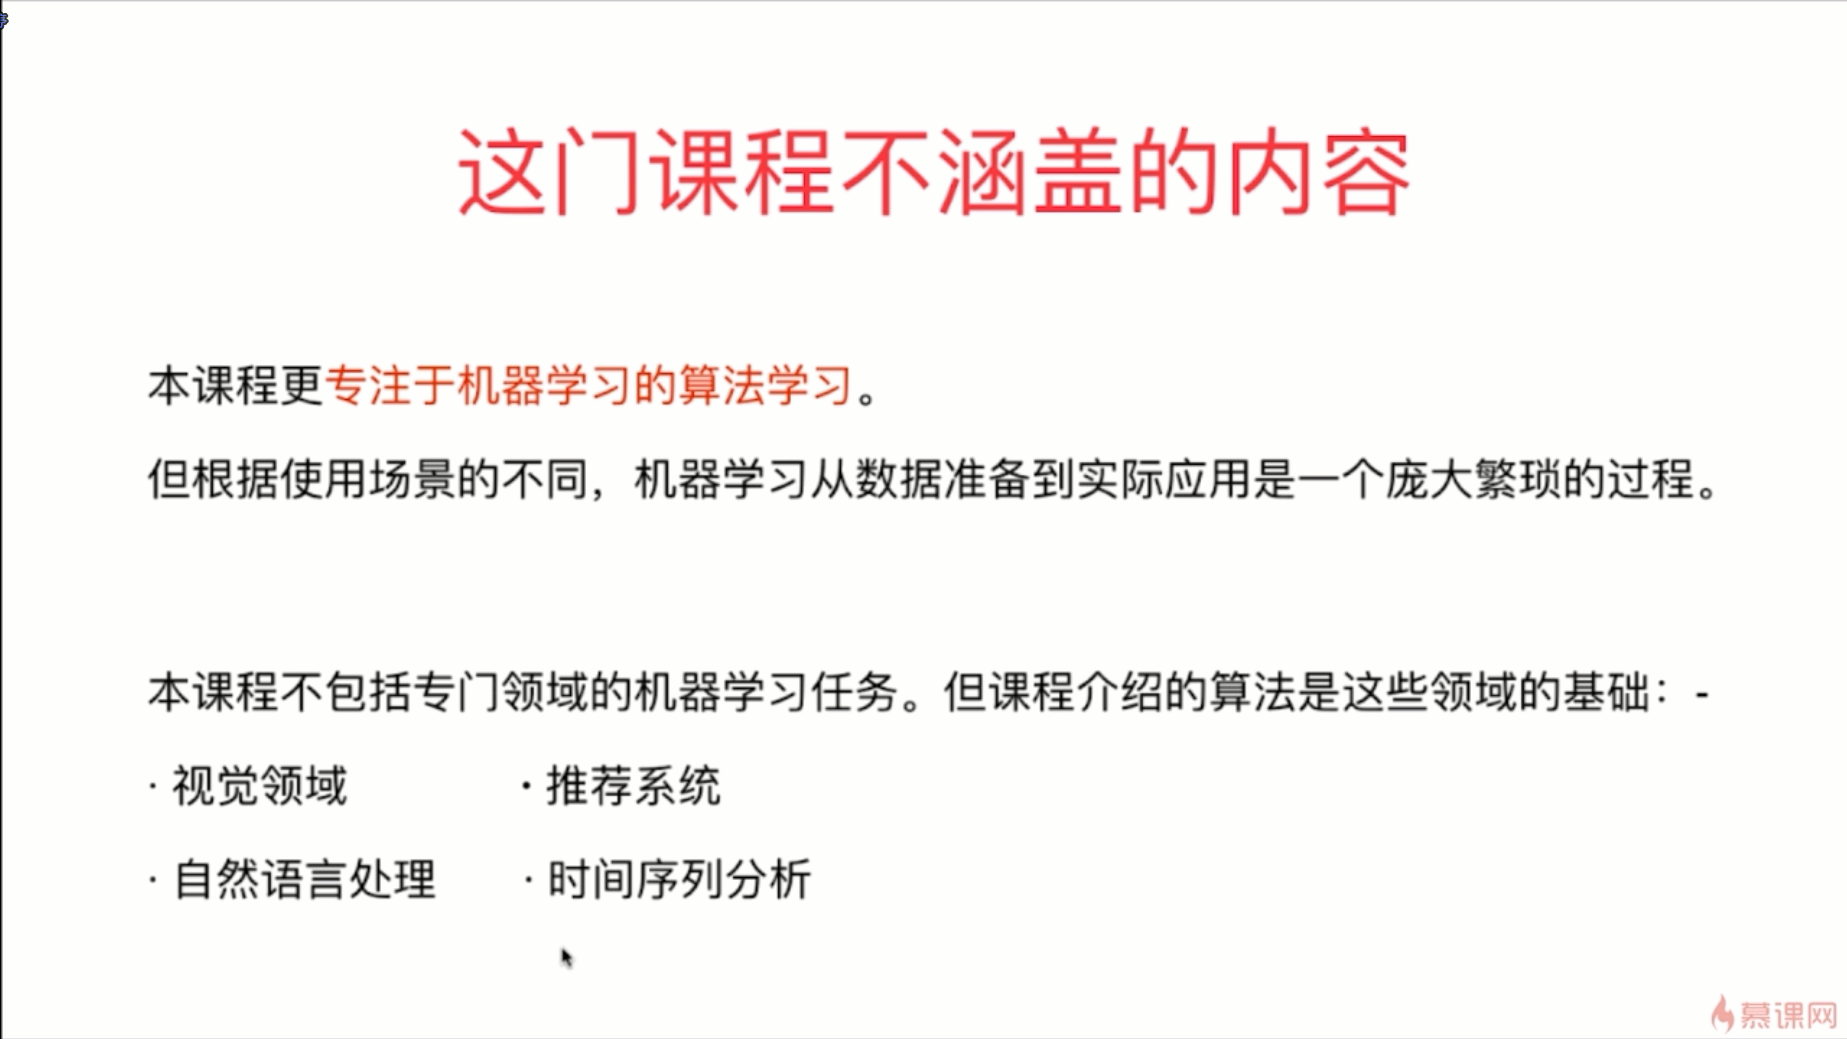 这门课程不涵盖的内容
本课程更专注于机器学习的算法学习。
但根据使用场景的不同，机器学习从数据准备到实际应用是一个庞大繁琐的过程。
本课程不包括专门领域的机器学习任务。但课程介绍的算法是这些领域的基础：-
· 视觉领域 · 推荐系统
· 自然语言处理 · 时间序列分析
慕课网